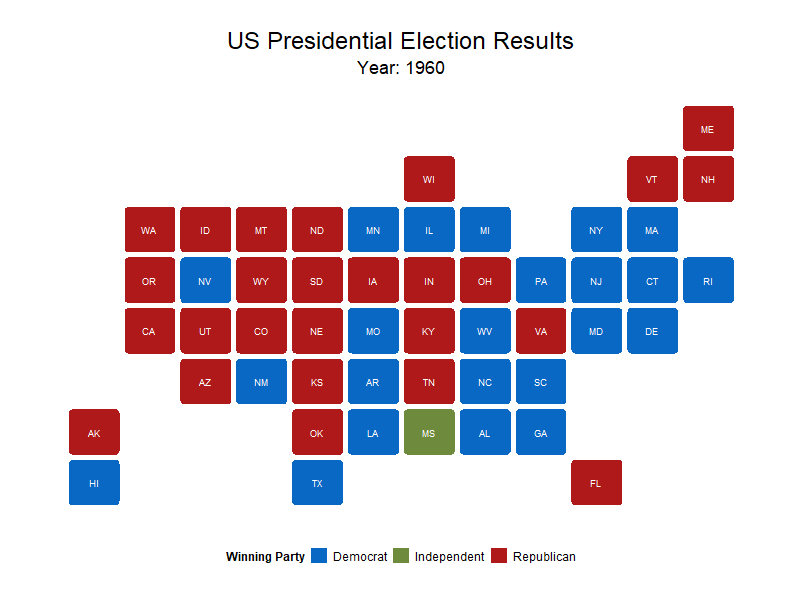 US Presidential Election Results
Year: 1960
ME
WI VT NH
WA ID MT ND MN IL MI NY MA
OR NV WY SD IA IN OH PA NJ CT RI
CA UT CO NE MO KY WV VA MD DE
AZ NM KS AR TN NC SC
AK OK LA MS AL GA
HI TX FL
Winning Party Democrat Independent Republican